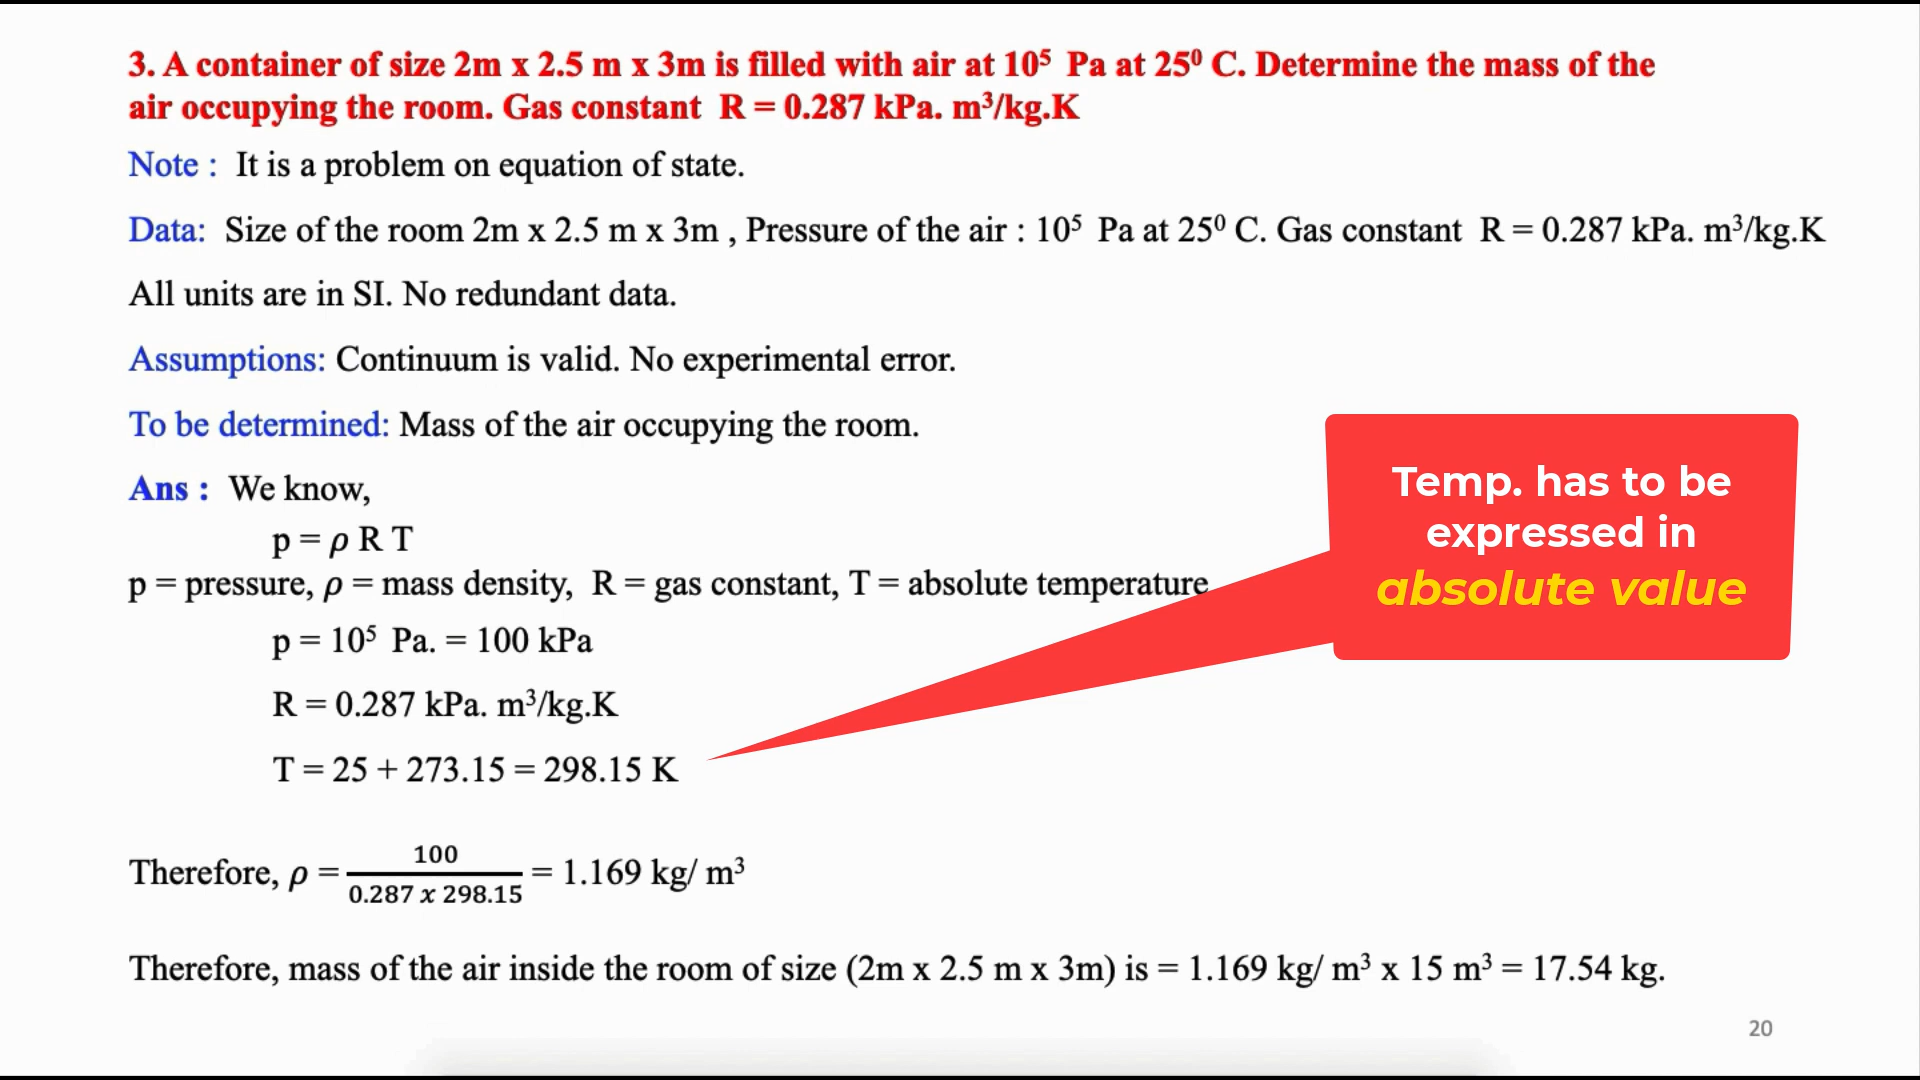 3. A container of size 2m x 2.5 m x 3m is filled with air at 10⁵ Pa at 25⁰ C. Determine the mass of the
air occupying the room. Gas constant R = 0.287 kPa. m³/kg.K
Note : It is a problem on equation of state.
Data: Size of the room 2m x 2.5 m x 3m , Pressure of the air : 10⁵ Pa at 25⁰ C. Gas constant R = 0.287 kPa. m³/kg.K
All units are in SI. No redundant data.
Assumptions: Continuum is valid. No experimental error.
To be determined: Mass of the air occupying the room.
Ans : We know,
p = ρ R T
p = pressure, ρ = mass density, R = gas constant, T = absolute temperature
p = 10⁵ Pa. = 100 kPa
R = 0.287 kPa. m³/kg.K
T = 25 + 273.15 = 298.15 K
Temp. has to be
expressed in
absolute value
Therefore, ρ = 100 / 0.287 x 298.15 = 1.169 kg/ m³
Therefore, mass of the air inside the room of size (2m x 2.5 m x 3m) is = 1.169 kg/ m³ x 15 m³ = 17.54 kg.
20